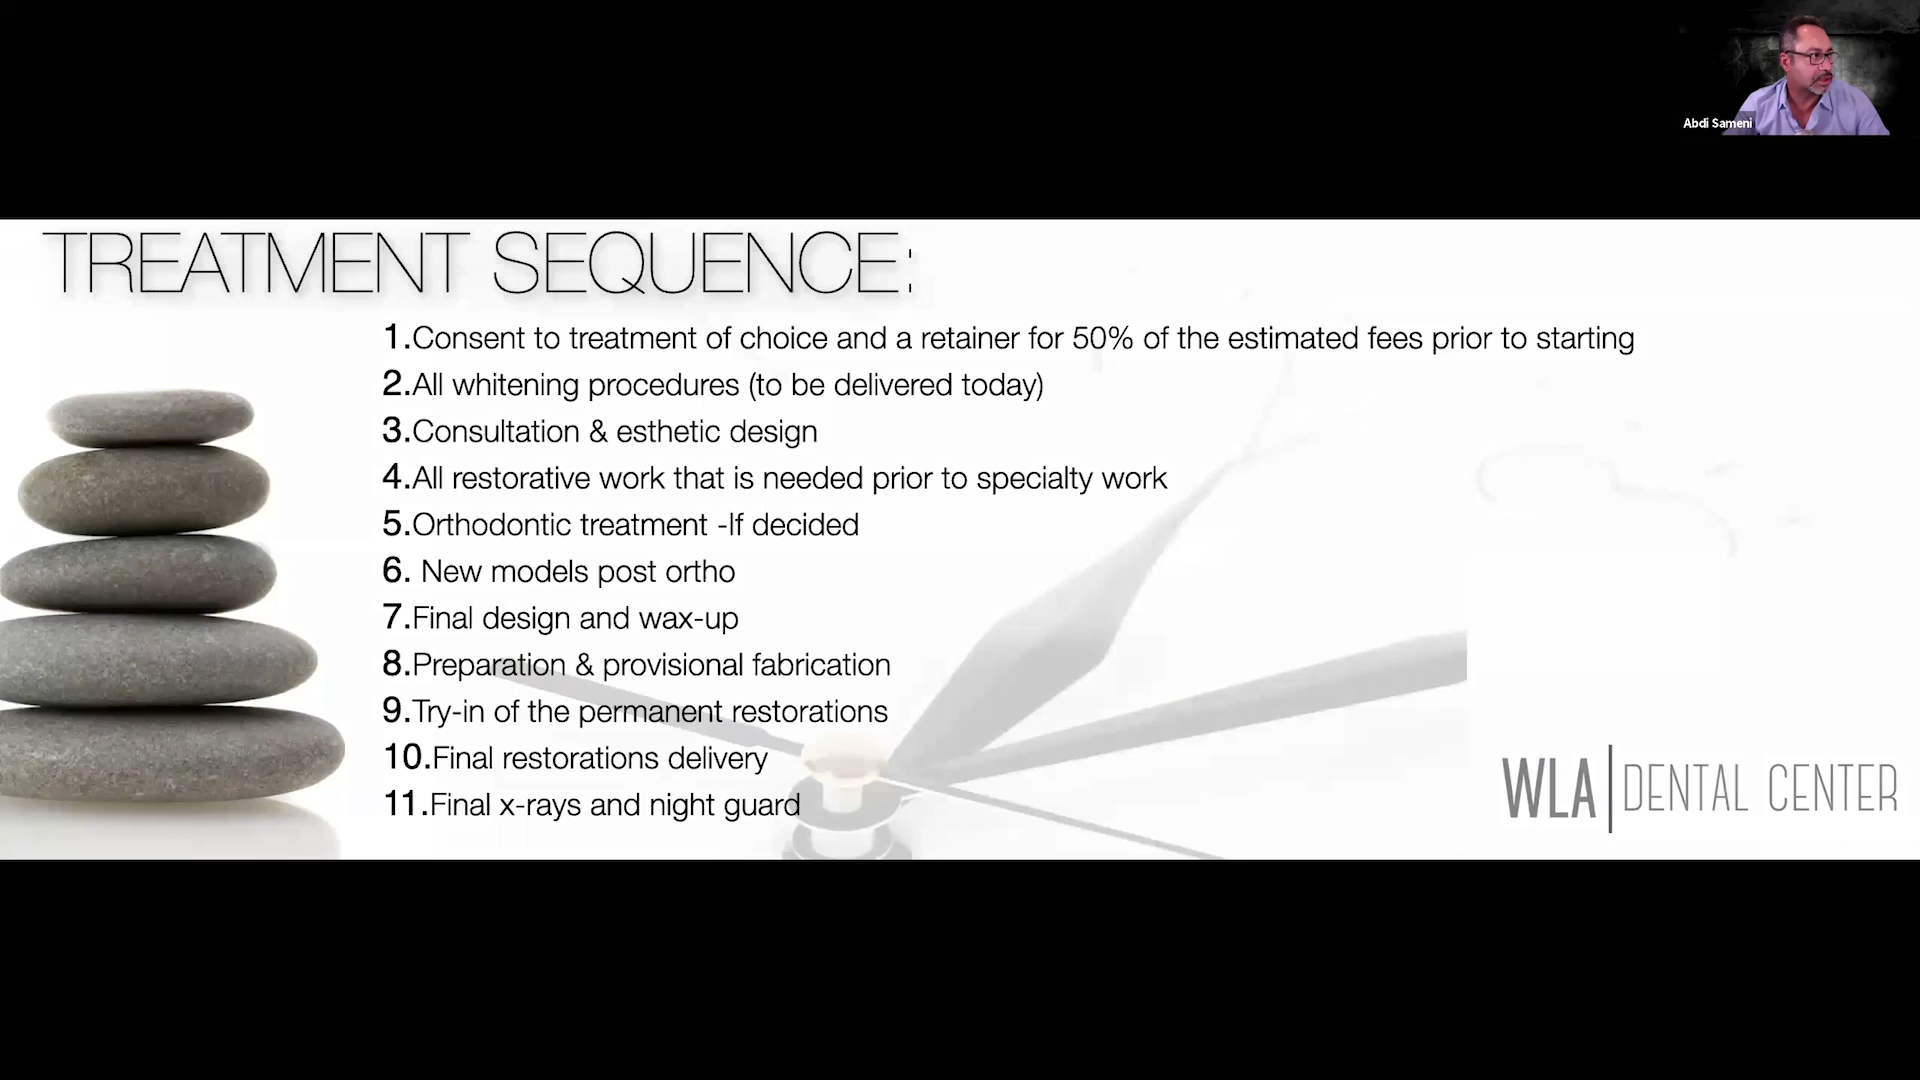 Abdi Sameni
TREATMENT SEQUENCE:
1.Consent to treatment of choice and a retainer for 50% of the estimated fees prior to starting
2.All whitening procedures (to be delivered today)
3.Consultation & esthetic design
4.All restorative work that is needed prior to specialty work
5.Orthodontic treatment -If decided
6. New models post ortho
7.Final design and wax-up
8.Preparation & provisional fabrication
9.Try-in of the permanent restorations
10.Final restorations delivery
11.Final x-rays and night guard
WLA | DENTAL CENTER